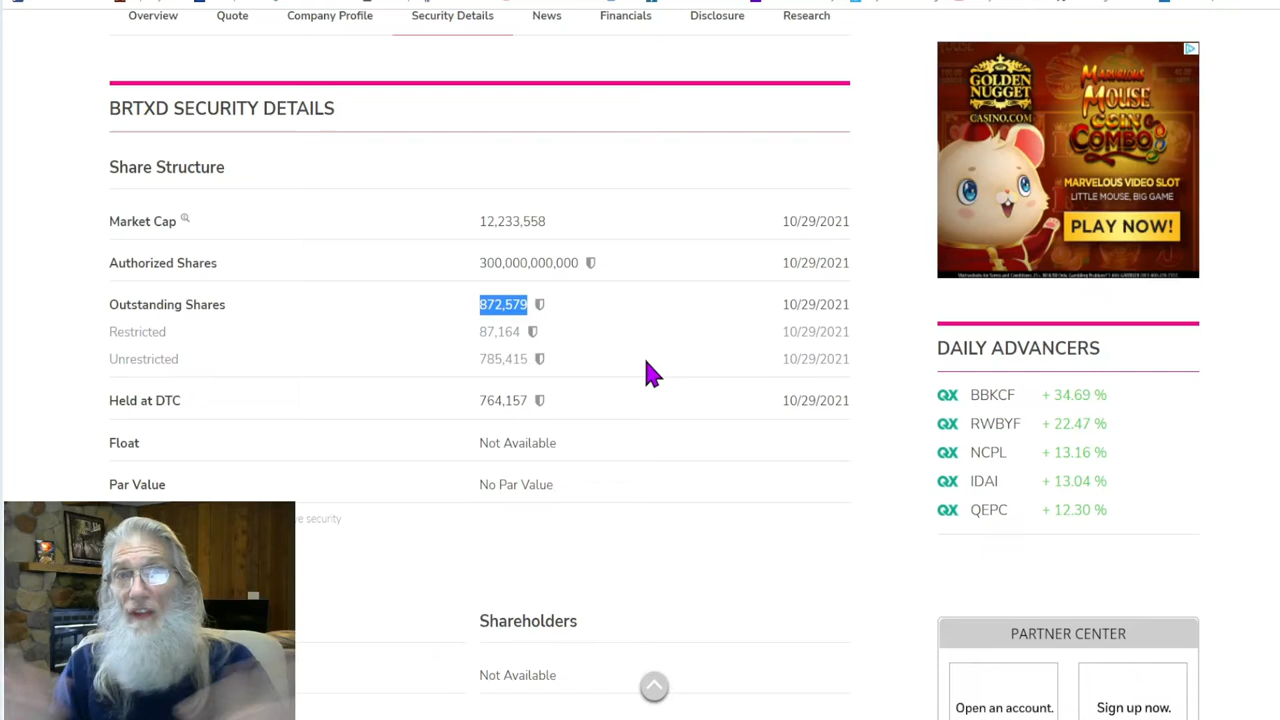 Overview Quote Company Profile Security Details News Financials Disclosure Research
BRTXD SECURITY DETAILS
Share Structure
Market Cap 12,233,558 10/29/2021
Authorized Shares 300,000,000,000 10/29/2021
Outstanding Shares 872,579 10/29/2021
Restricted 87,164 10/29/2021
Unrestricted 785,415 10/29/2021
Held at DTC 764,157 10/29/2021
Float Not Available
Par Value No Par Value
security
Shareholders
Not Available
GOLDEN
NUGGET
CASINO.COM
MARVELOUS
MOUSE
COIN
COMBO
MARVELOUS VIDEO SLOT
LITTLE MOUSE, BIG GAME
PLAY NOW!
DAILY ADVANCERS
QX BBKCF + 34.69 %
QX RWBYF + 22.47 %
QX NCPL + 13.16 %
QX IDAI + 13.04 %
QX QEPC + 12.30 %
PARTNER CENTER
Open an account. Sign up now.